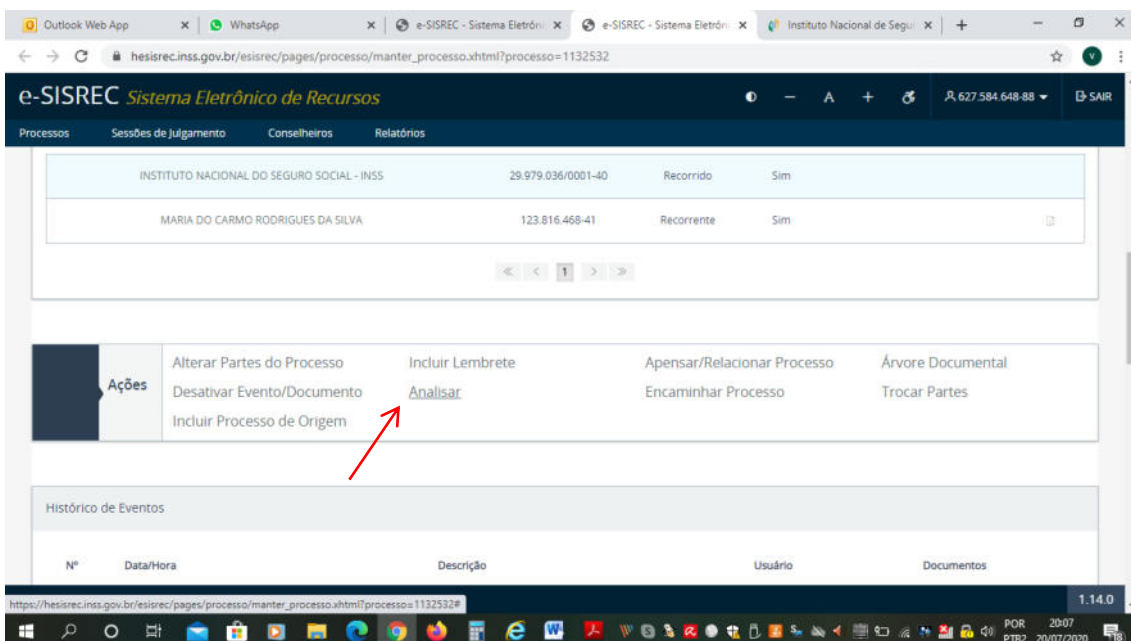 Outlook Web App
WhatsApp
e-SISREC - Sistema Eletrôni
e-SISREC - Sistema Eletrôni
Instituto Nacional de Segu
hesisrec.inss.gov.br/esisrec/pages/processo/manter_processo.xhtml?processo=1132532
V
e-SISREC Sistema Eletrônico de Recursos
A
627.584.648-88
SAIR
Processos Sessões de Julgamento Conselheiros Relatórios
INSTITUTO NACIONAL DO SEGURO SOCIAL - INSS 29.979.036/0001-40 Recorrido Sim
MARIA DO CARMO RODRIGUES DA SILVA 123.816.468-41 Recorrente Sim
1
Ações
Alterar Partes do Processo Incluir Lembrete Apensar/Relacionar Processo Árvore Documental
Desativar Evento/Documento Analisar Encaminhar Processo Trocar Partes
Incluir Processo de Origem
Histórico de Eventos
Nº Data/Hora Descrição Usuário Documentos
https://hesisrec.inss.gov.br/esisrec/pages/processo/manter_processo.xhtml?processo=1132532#
1.14.0
POR 20:07
PTB2 20/07/2020
18